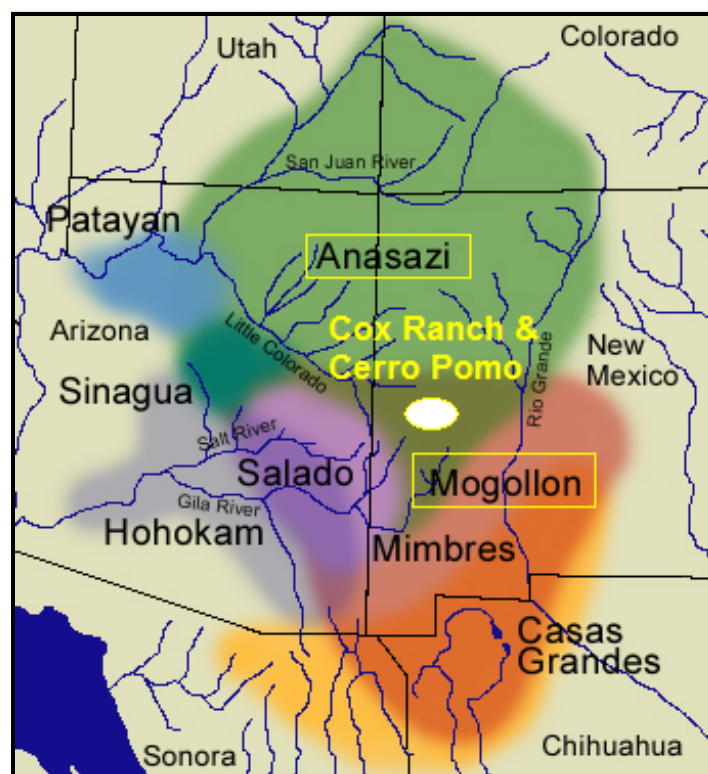 Utah
Colorado
San Juan River
Patayan
Anasazi
Arizona
Little Colorado
Cox Ranch &
Cerro Pomo
Rio Grande
New
Mexico
Sinagua
Salt River
Salado
Mogollon
Gila River
Hohokam
Mimbres
Casas
Grandes
Sonora
Chihuahua